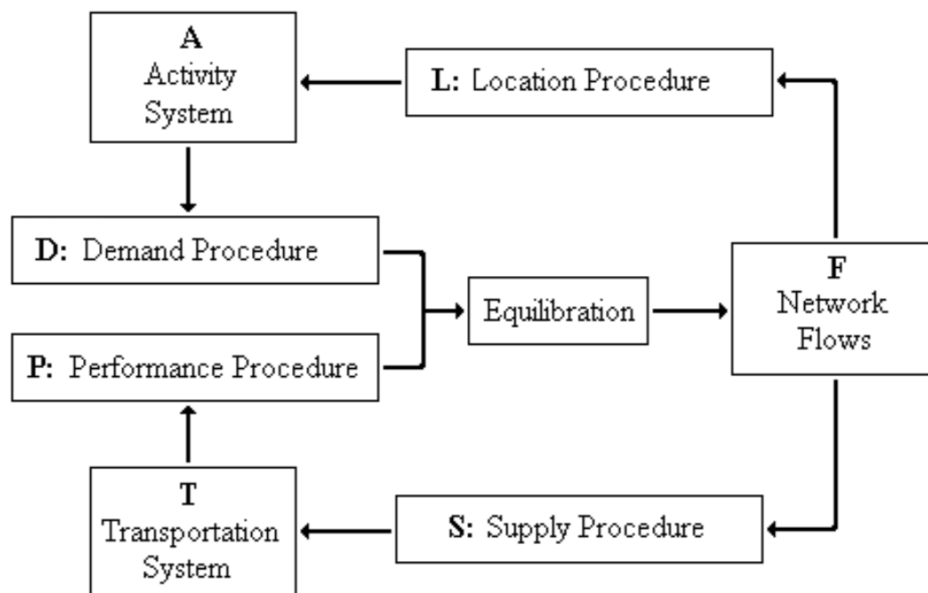 A
Activity
System
L: Location Procedure
D: Demand Procedure
F
Network
Flows
Equilibration
P: Performance Procedure
T
Transportation
System
S: Supply Procedure